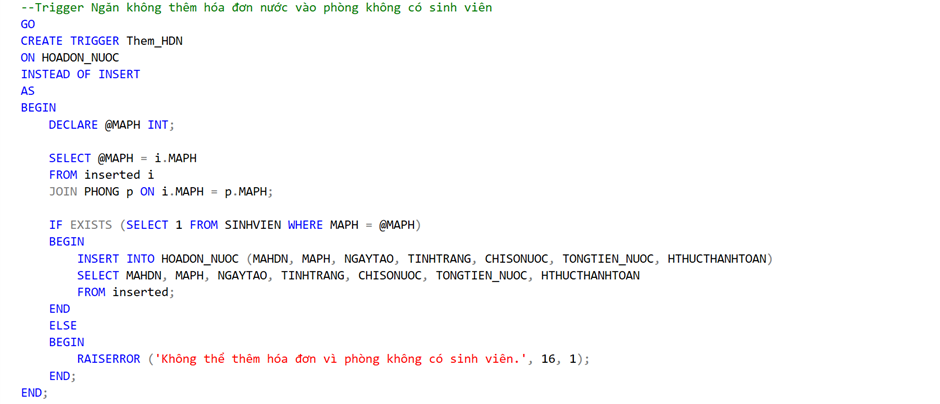 --Trigger Ngăn không thêm hóa đơn nước vào phòng không có sinh viên
GO
CREATE TRIGGER Them_HDN
ON HOADON_NUOC
INSTEAD OF INSERT
AS
BEGIN
    DECLARE @MAPH INT;

    SELECT @MAPH = i.MAPH
    FROM inserted i
    JOIN PHONG p ON i.MAPH = p.MAPH;

    IF EXISTS (SELECT 1 FROM SINHVIEN WHERE MAPH = @MAPH)
    BEGIN
        INSERT INTO HOADON_NUOC (MAHDN, MAPH, NGAYTAO, TINHTRANG, CHISONUOC, TONGTIEN_NUOC, HTHUCTHANHTOAN)
        SELECT MAHDN, MAPH, NGAYTAO, TINHTRANG, CHISONUOC, TONGTIEN_NUOC, HTHUCTHANHTOAN
        FROM inserted;
    END
    ELSE
    BEGIN
        RAISERROR ('Không thể thêm hóa đơn vì phòng không có sinh viên.', 16, 1);
    END;
END;